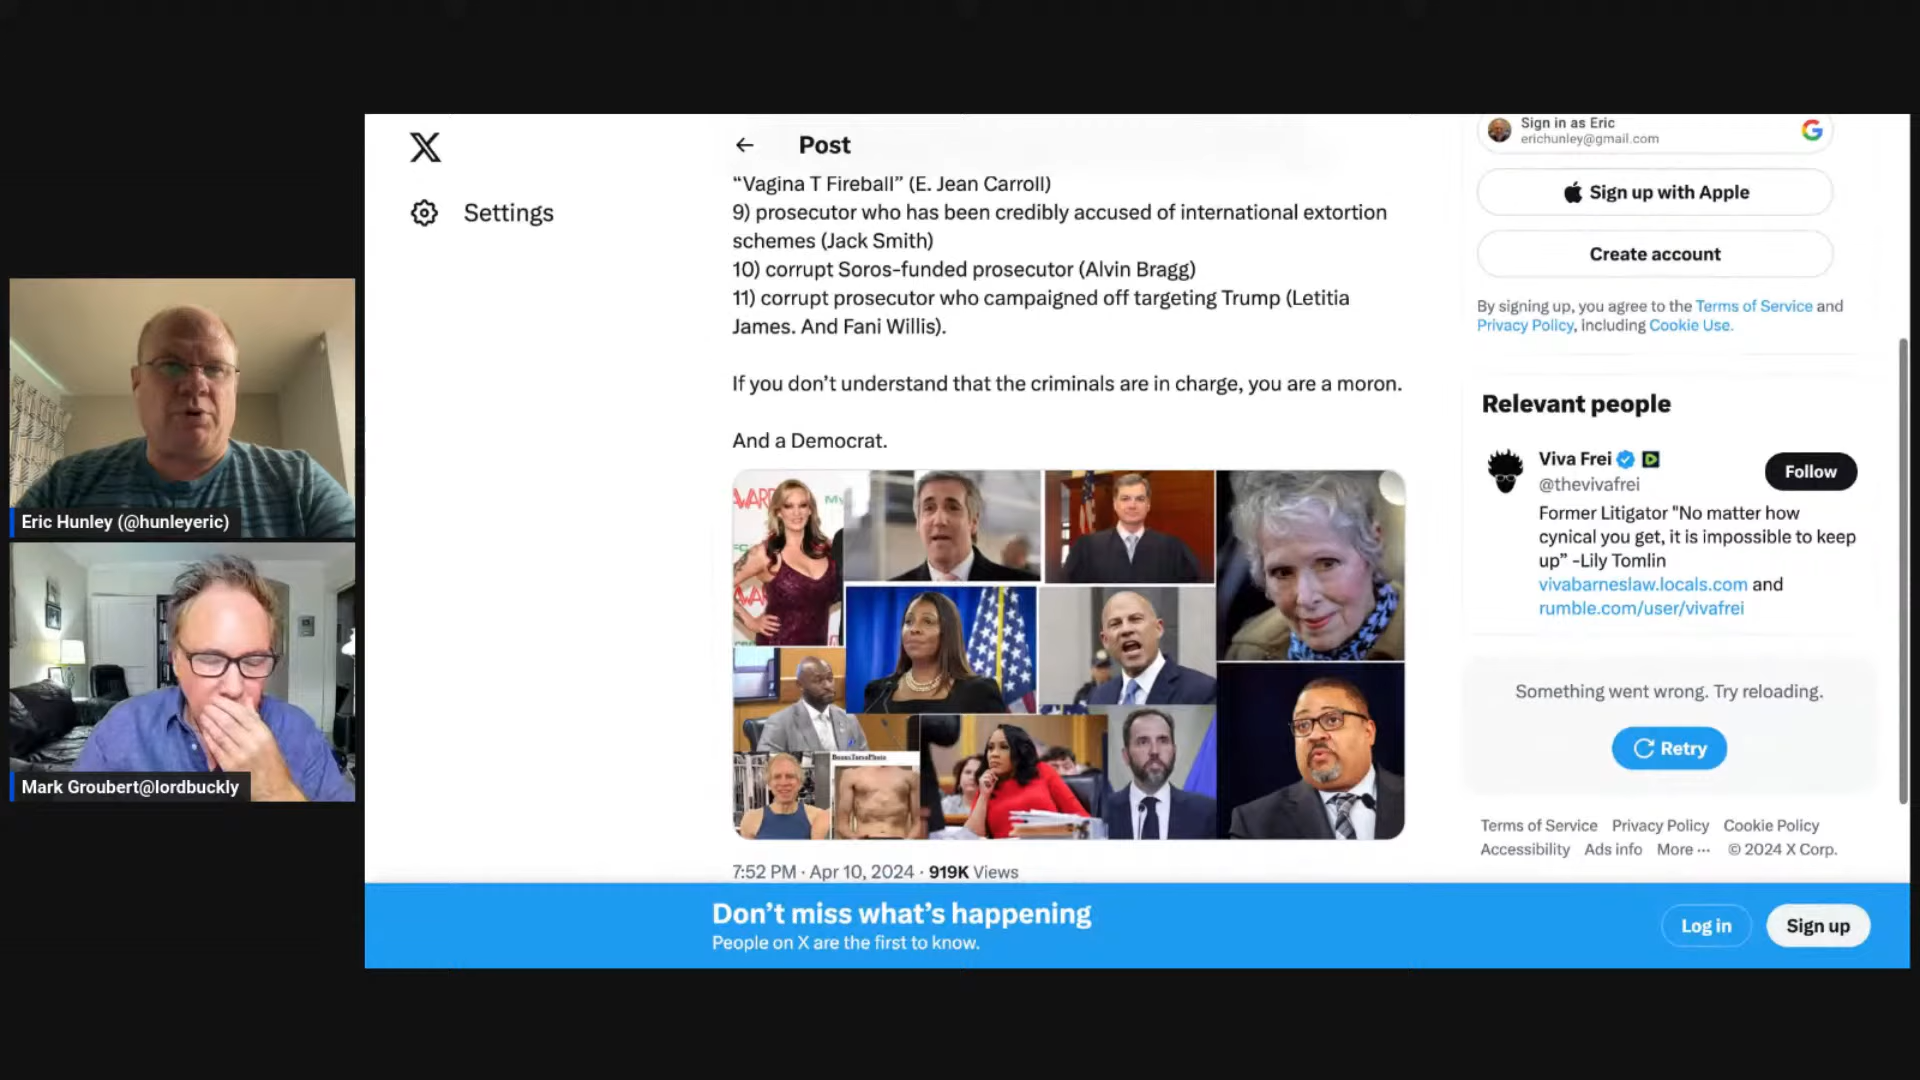 Post
Settings
“Vagina T Fireball” (E. Jean Carroll)
9) prosecutor who has been credibly accused of international extortion
schemes (Jack Smith)
10) corrupt Soros-funded prosecutor (Alvin Bragg)
11) corrupt prosecutor who campaigned off targeting Trump (Letitia
James. And Fani Willis).
If you don’t understand that the criminals are in charge, you are a moron.
And a Democrat.
7:52 PM · Apr 10, 2024 · 919K Views
Sign in as Eric
erichunley@gmail.com
Sign up with Apple
Create account
By signing up, you agree to the Terms of Service and
Privacy Policy, including Cookie Use.
Relevant people
Viva Frei
@thevivafrei
Follow
Former Litigator "No matter how
cynical you get, it is impossible to keep
up” -Lily Tomlin
vivabarneslaw.locals.com and
rumble.com/user/vivafrei
Something went wrong. Try reloading.
Retry
Terms of Service Privacy Policy Cookie Policy
Accessibility Ads info More ··· © 2024 X Corp.
Don’t miss what’s happening
People on X are the first to know.
Log in
Sign up
Eric Hunley (@hunleyeric)
Mark Groubert@lordbuckly